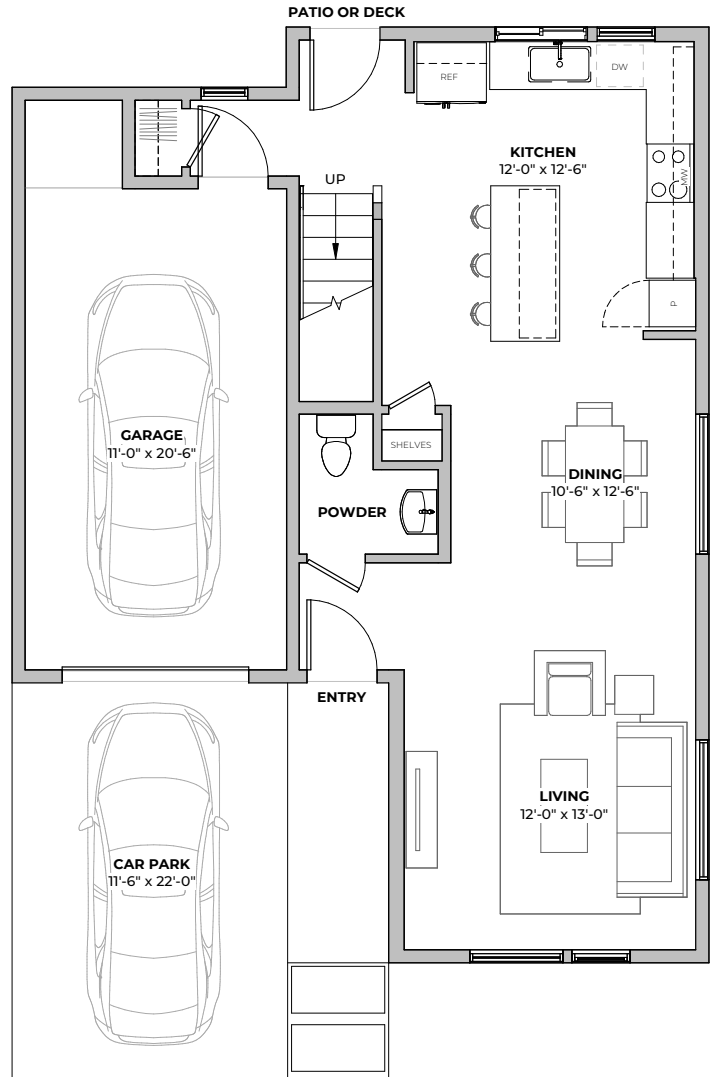 PATIO OR DECK
REF
DW
KITCHEN
12'-0" x 12'-6"
MW
UP
P
GARAGE
11'-0" x 20'-6"
SHELVES
DINING
10'-6" x 12'-6"
POWDER
ENTRY
LIVING
12'-0" x 13'-0"
CAR PARK
11'-6" x 22'-0"